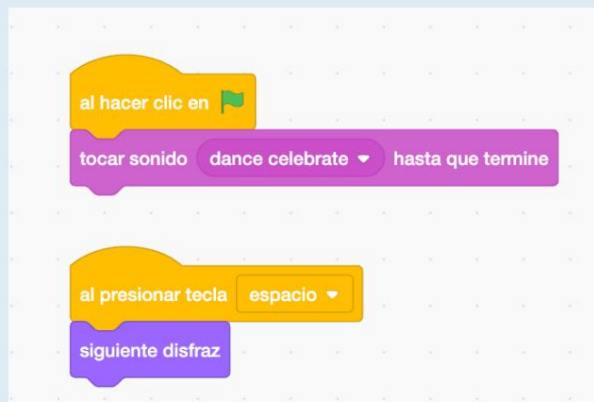 al hacer clic en
tocar sonido dance celebrate hasta que termine
al presionar tecla espacio
siguiente disfraz